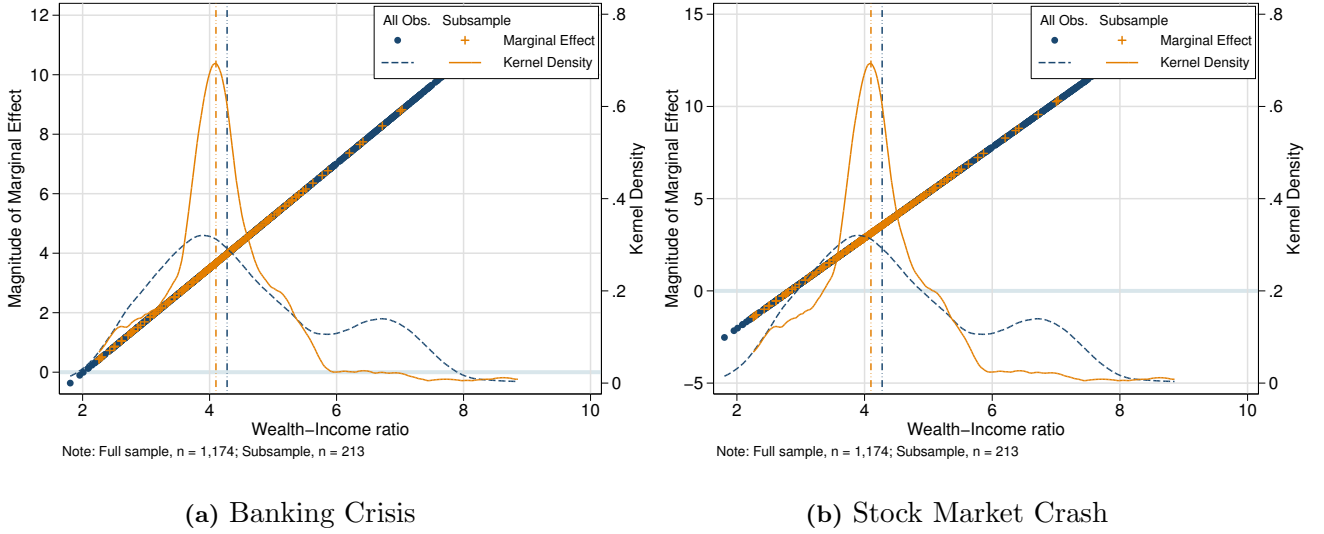 All Obs. Subsample
Marginal Effect
Kernel Density
Magnitude of Marginal Effect
12
10
8
6
4
2
0
.8
.6
.4
.2
0
Kernel Density
2 4 6 8 10
Wealth−Income ratio
Note: Full sample, n = 1,174; Subsample, n = 213
(a) Banking Crisis
All Obs. Subsample
Marginal Effect
Kernel Density
Magnitude of Marginal Effect
15
10
5
0
−5
.8
.6
.4
.2
0
Kernel Density
2 4 6 8 10
Wealth−Income ratio
Note: Full sample, n = 1,174; Subsample, n = 213
(b) Stock Market Crash